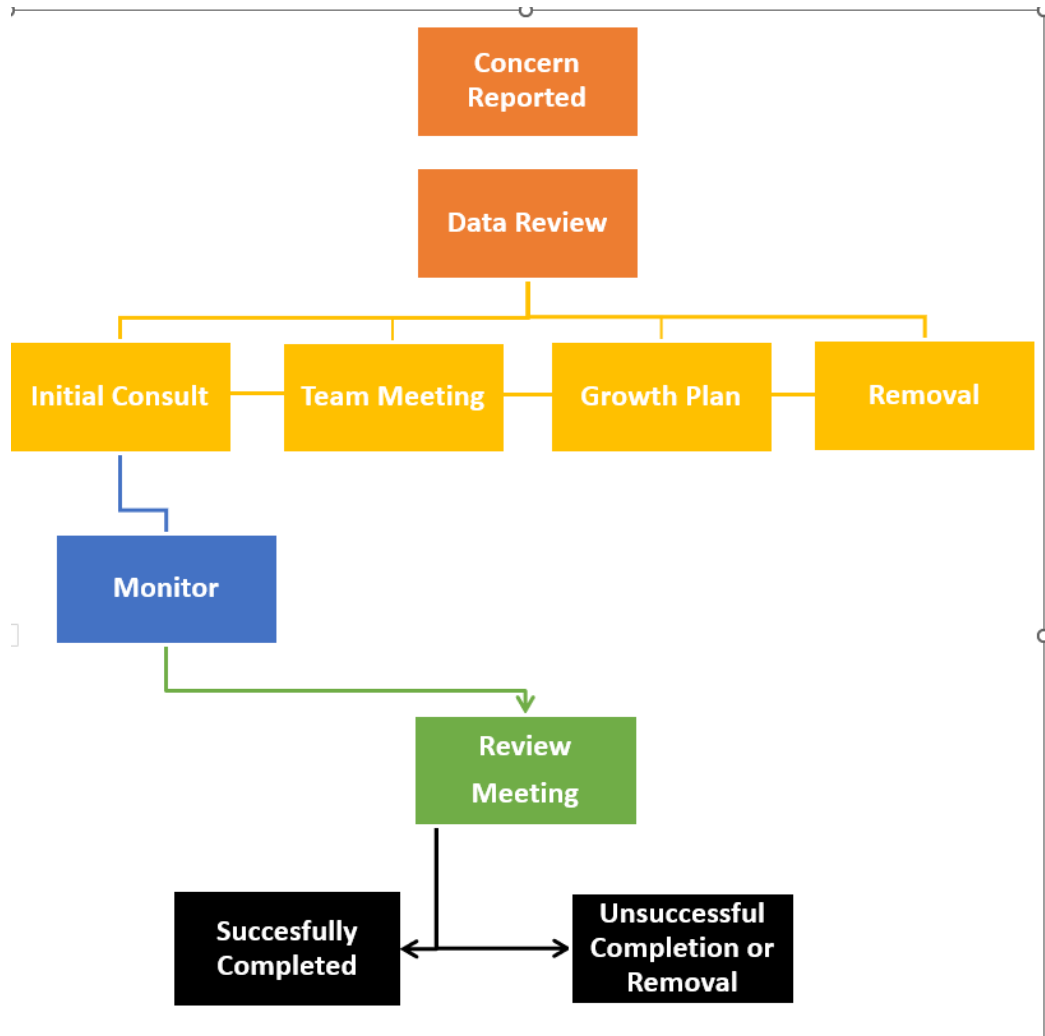 Concern
Reported
Data Review
Initial Consult
Team Meeting
Growth Plan
Removal
Monitor
Review
Meeting
Succesfully
Completed
Unsuccessful
Completion or
Removal